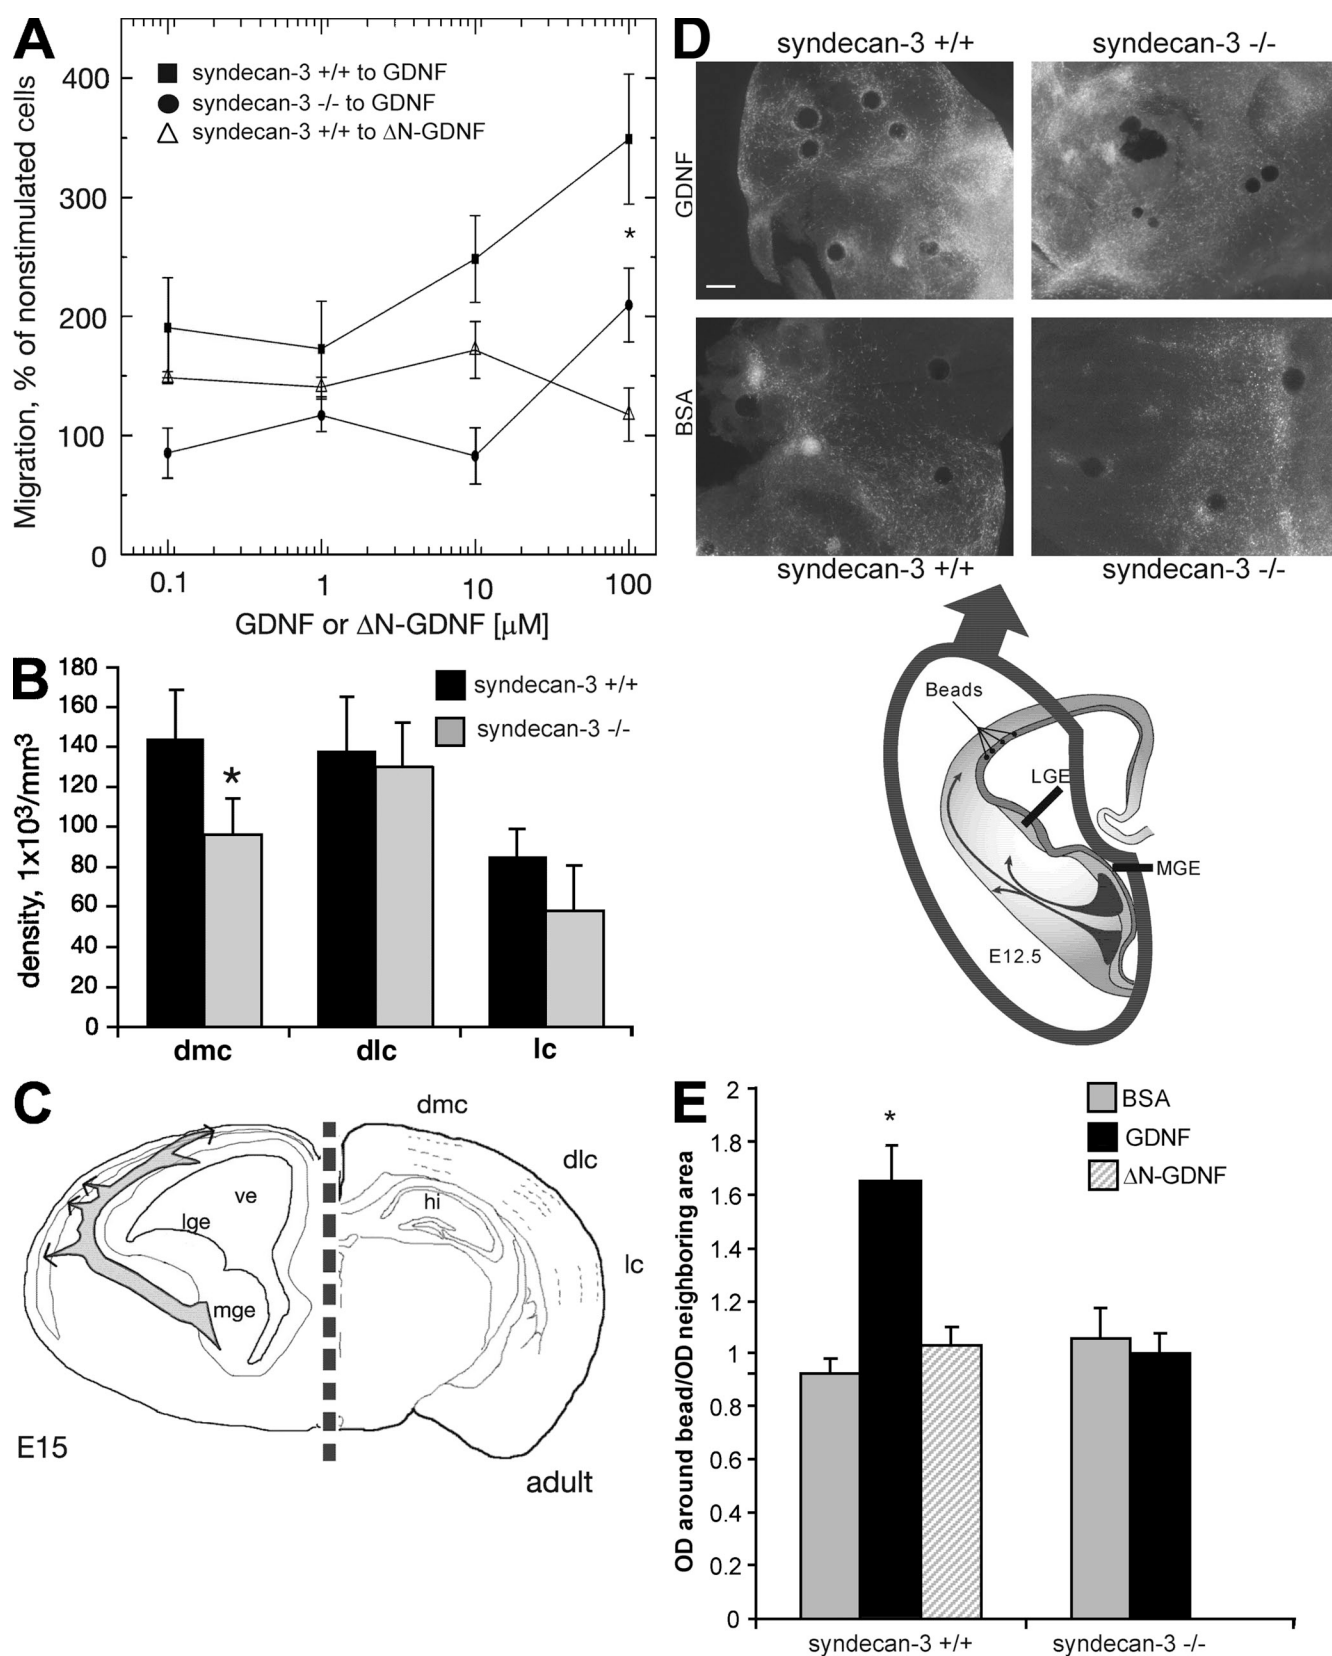 A
400
300
200
100
0
Migration, % of nonstimulated cells
syndecan-3 +/+ to GDNF
syndecan-3 -/- to GDNF
syndecan-3 +/+ to ΔN-GDNF
*
0.1
1
10
100
GDNF or ΔN-GDNF [μM]
B
180
160
140
120
100
80
60
40
20
0
density, 1x10³/mm³
syndecan-3 +/+
syndecan-3 -/-
*
dmc
dlc
lc
C
dmc
dlc
lc
ve
lge
mge
hi
E15
adult
D
syndecan-3 +/+
syndecan-3 -/-
GDNF
BSA
syndecan-3 +/+
syndecan-3 -/-
Beads
LGE
MGE
E12.5
E
2
1.8
1.6
1.4
1.2
1
0.8
0.6
0.4
0.2
0
OD around bead/OD neighboring area
*
BSA
GDNF
ΔN-GDNF
syndecan-3 +/+
syndecan-3 -/-